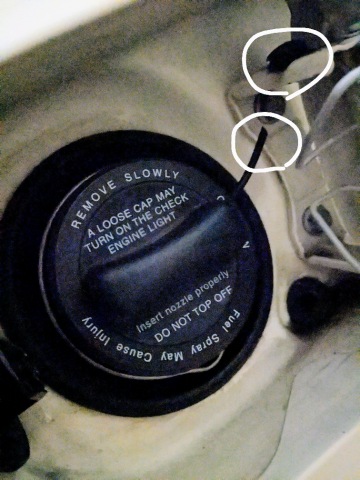 REMOVE SLOWLY
A LOOSE CAP MAY
TURN ON THE CHECK
ENGINE LIGHT
Insert nozzle properly
DO NOT TOP OFF
Fuel Spray May Cause Injury